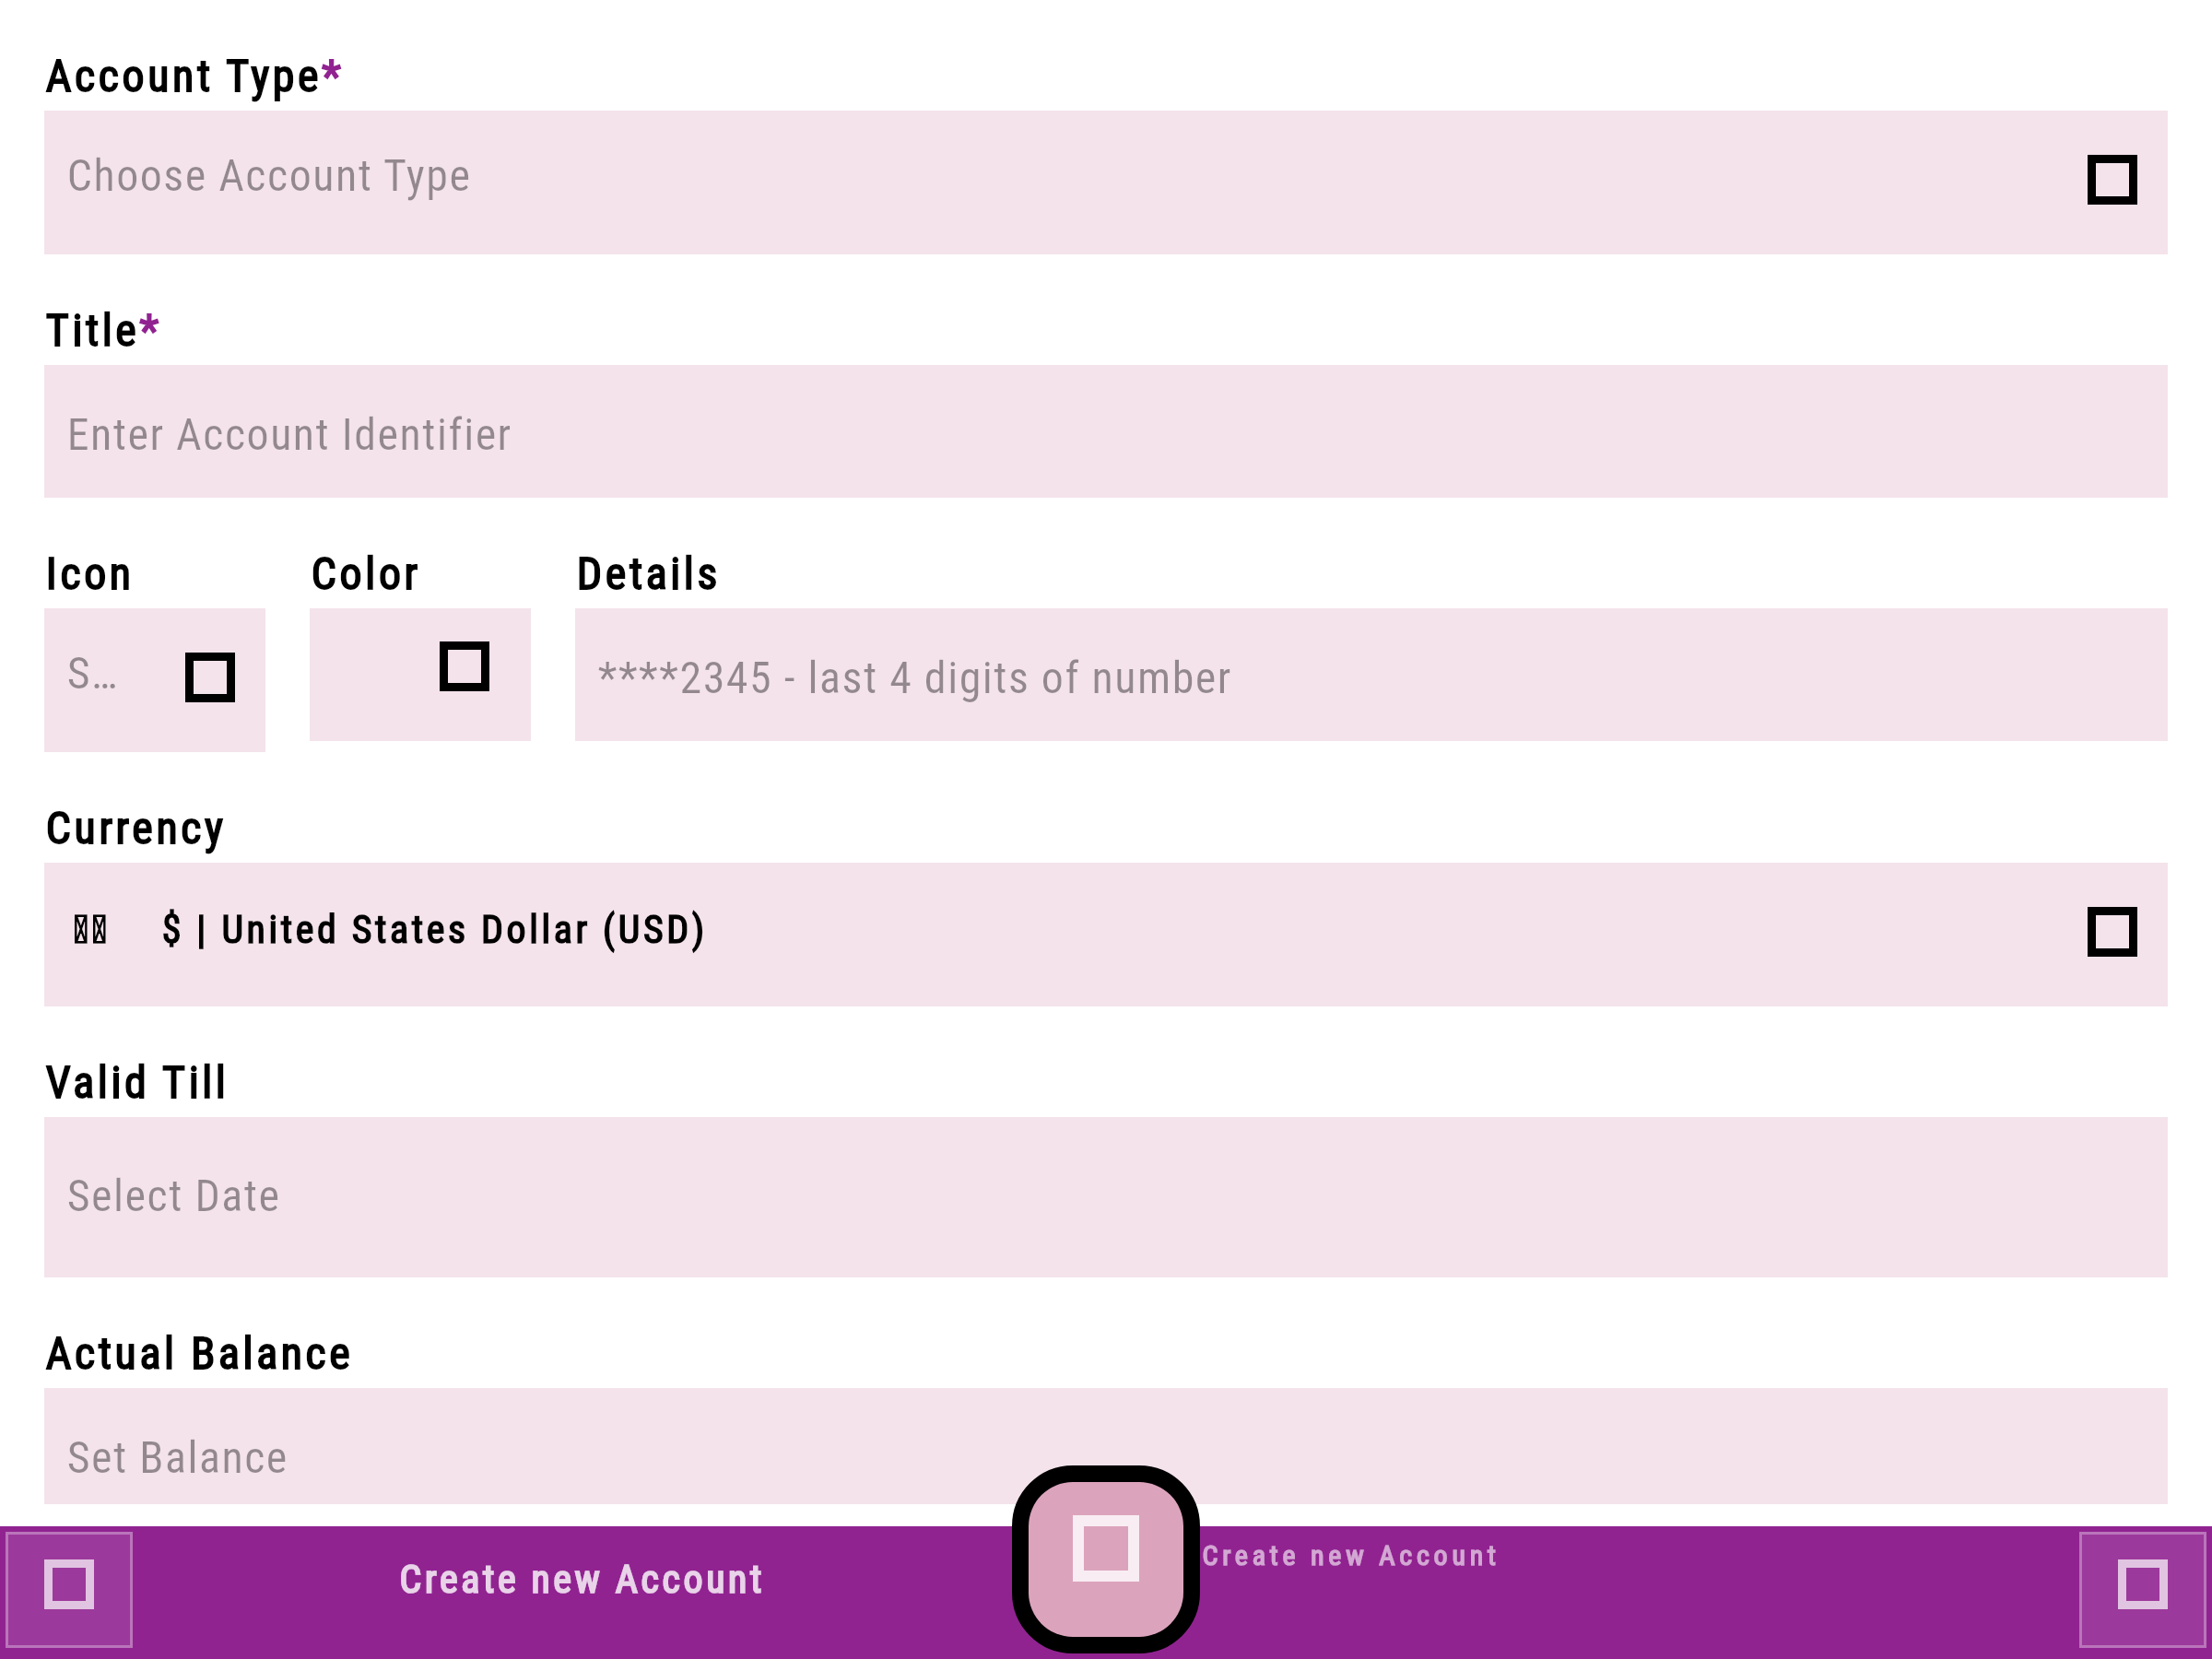 Account Type*
Choose Account Type
Title*
Enter Account Identifier
Icon
Color
Details
S…
****2345 - last 4 digits of number
Currency
$ | United States Dollar (USD)
Valid Till
Select Date
Actual Balance
Set Balance
Create new Account
Create new Account